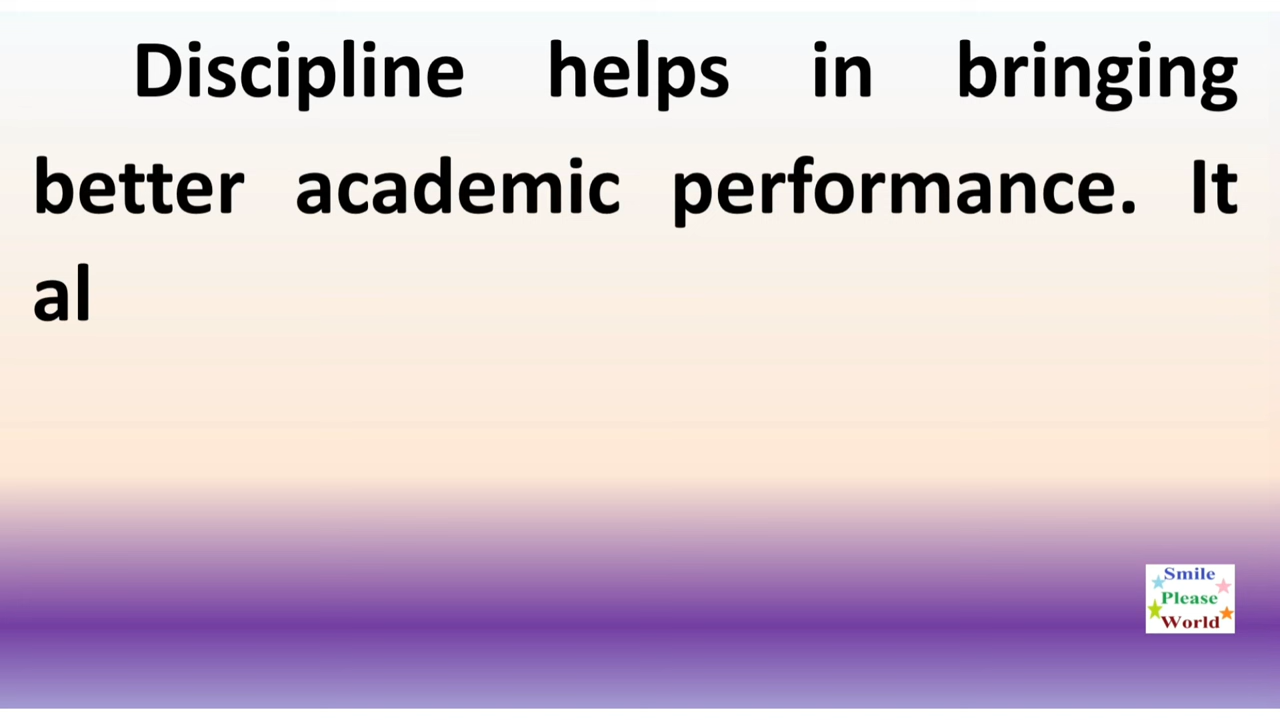 Discipline helps in bringing
better academic performance. It
al
Smile
Please
World